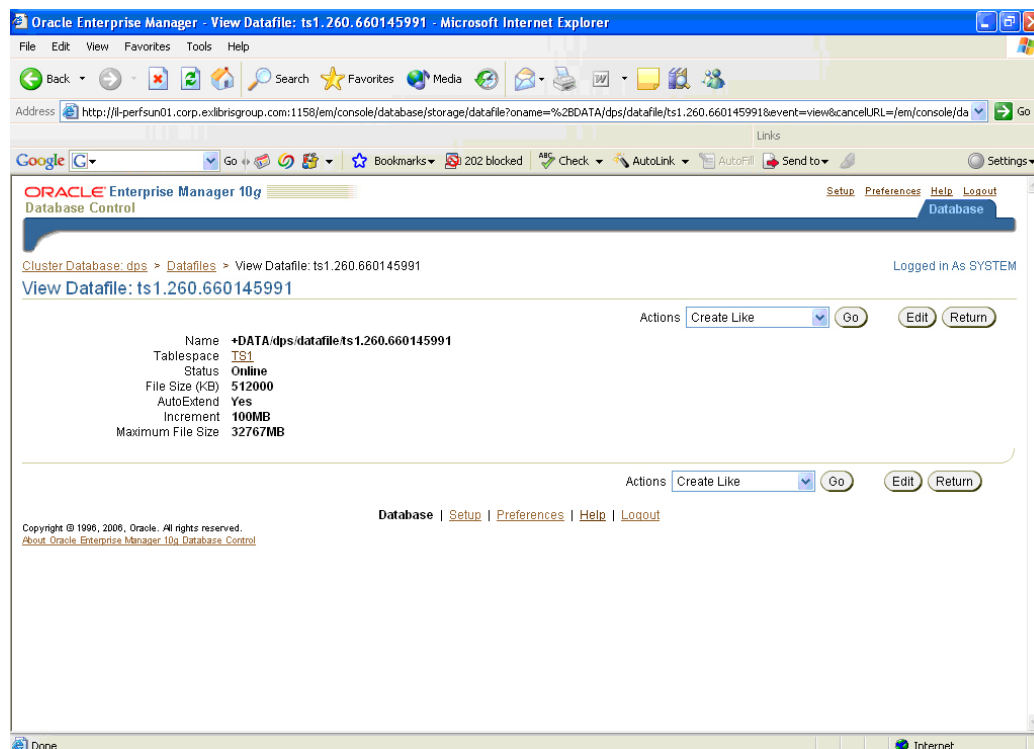 Oracle Enterprise Manager - View Datafile: ts1.260.660145991 - Microsoft Internet Explorer
File Edit View Favorites Tools Help
Back Search Favorites Media
Address http://il-perfsun01.corp.exlibrisgroup.com:1158/em/console/database/storage/datafile?oname=%2BDATA/dps/datafile/ts1.260.660145991&event=view&cancelURL=/em/console/da Go
Links
Google G Go Bookmarks 202 blocked ABC Check AutoLink AutoFill Send to Settings
ORACLE Enterprise Manager 10g
Database Control
Setup Preferences Help Logout
Database
Cluster Database: dps > Datafiles > View Datafile: ts1.260.660145991 Logged in As SYSTEM
View Datafile: ts1.260.660145991
Actions Create Like Go Edit Return
Name +DATA/dps/datafile/ts1.260.660145991
Tablespace TS1
Status Online
File Size (KB) 512000
AutoExtend Yes
Increment 100MB
Maximum File Size 32767MB
Actions Create Like Go Edit Return
Database | Setup | Preferences | Help | Logout
Copyright © 1996, 2006, Oracle. All rights reserved.
About Oracle Enterprise Manager 10g Database Control
Done Internet